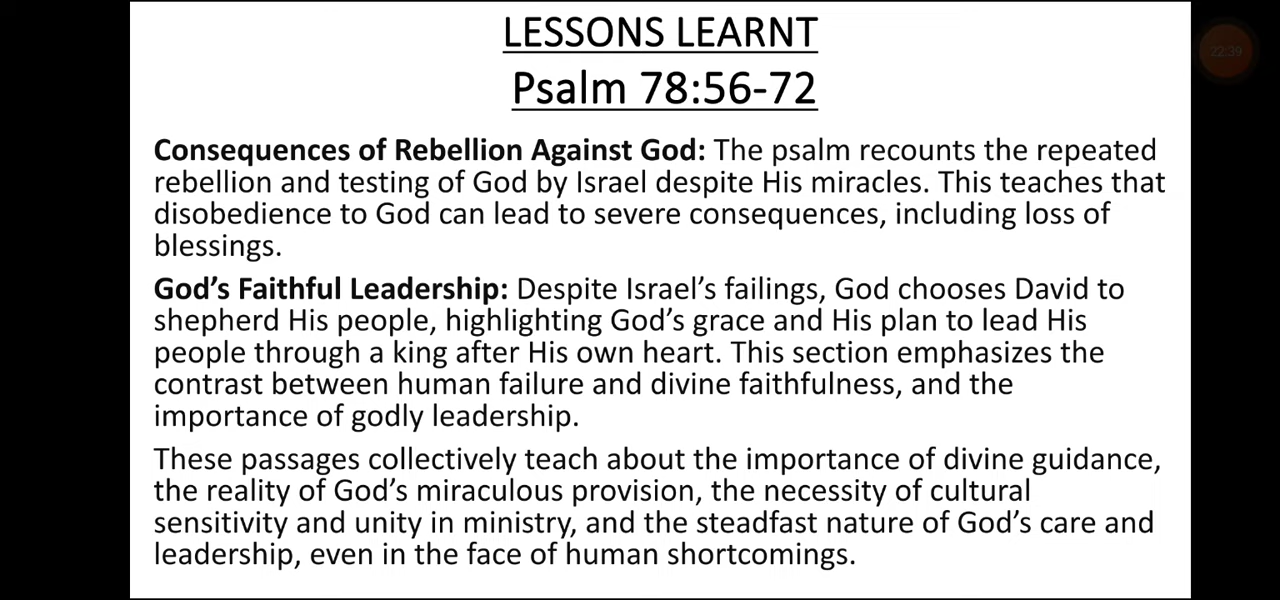 LESSONS LEARNT
Psalm 78:56-72
22:39
Consequences of Rebellion Against God: The psalm recounts the repeated
rebellion and testing of God by Israel despite His miracles. This teaches that
disobedience to God can lead to severe consequences, including loss of
blessings.
God’s Faithful Leadership: Despite Israel’s failings, God chooses David to
shepherd His people, highlighting God’s grace and His plan to lead His
people through a king after His own heart. This section emphasizes the
contrast between human failure and divine faithfulness, and the
importance of godly leadership.
These passages collectively teach about the importance of divine guidance,
the reality of God’s miraculous provision, the necessity of cultural
sensitivity and unity in ministry, and the steadfast nature of God’s care and
leadership, even in the face of human shortcomings.